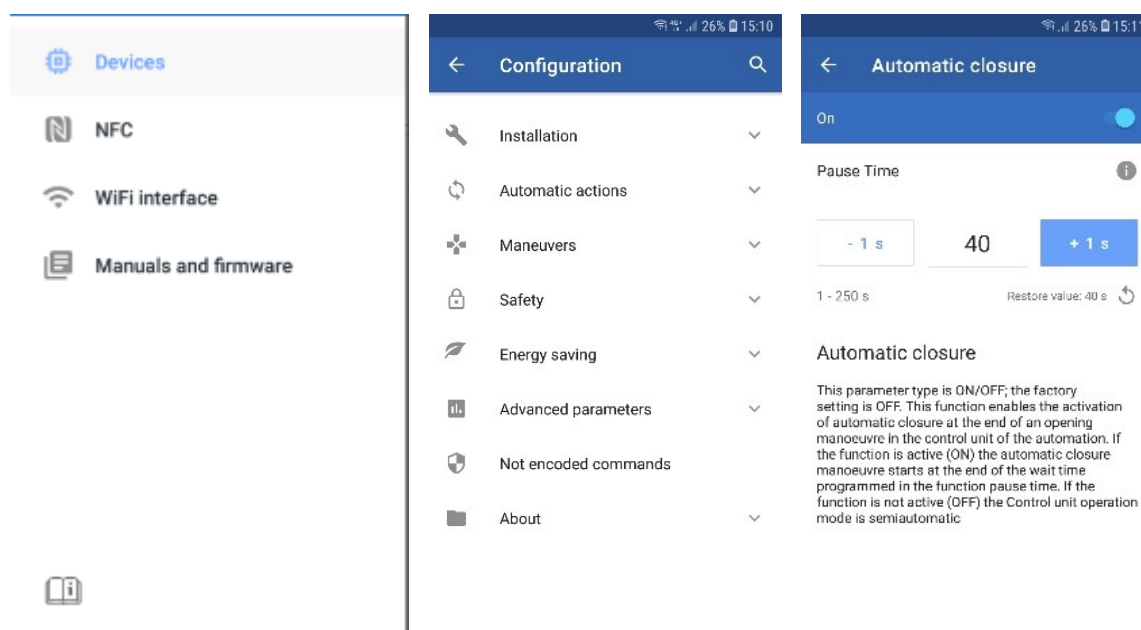 Devices
NFC
WiFi interface
Manuals and firmware
26% 15:10
Configuration
Installation
Automatic actions
Maneuvers
Safety
Energy saving
Advanced parameters
Not encoded commands
About
26% 15:11
Automatic closure
On
Pause Time
- 1 s
40
+ 1 s
1 - 250 s
Restore value: 40 s
Automatic closure
This parameter type is ON/OFF; the factory
setting is OFF. This function enables the activation
of automatic closure at the end of an opening
manoeuvre in the control unit of the automation. If
the function is active (ON) the automatic closure
manoeuvre starts at the end of the wait time
programmed in the function pause time. If the
function is not active (OFF) the Control unit operation
mode is semiautomatic